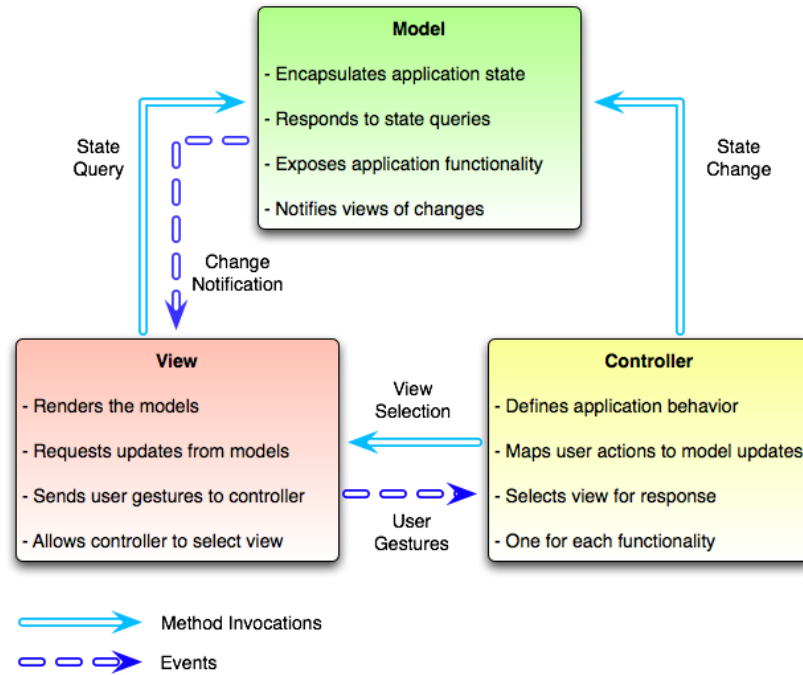 Model
- Encapsulates application state
- Responds to state queries
- Exposes application functionality
- Notifies views of changes
State
Query
State
Change
Change
Notification
View
- Renders the models
- Requests updates from models
- Sends user gestures to controller
- Allows controller to select view
View
Selection
User
Gestures
Controller
- Defines application behavior
- Maps user actions to model updates
- Selects view for response
- One for each functionality
Method Invocations
Events